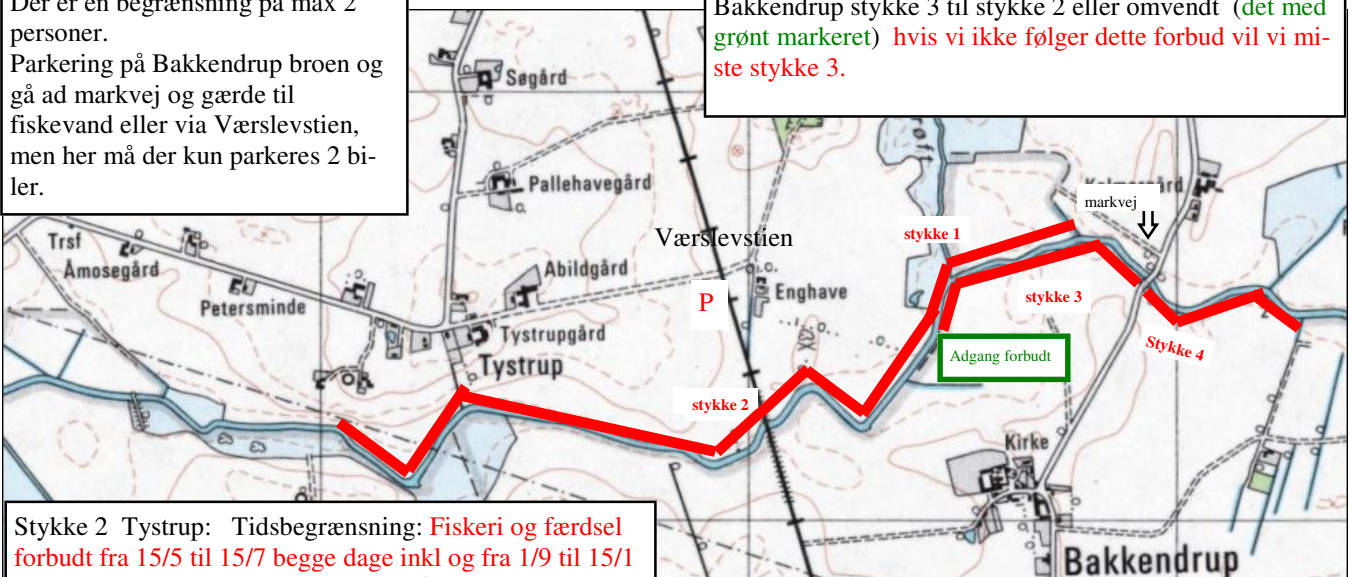 Der er en begrænsning på max 2
personer.
Parkering på Bakkendrup broen og
gå ad markvej og gærde til
fiskevand eller via Værslevstien,
men her må der kun parkeres 2 bi-
ler.
Bakkendrup stykke 3 til stykke 2 eller omvendt (det med
grønt markeret) hvis vi ikke følger dette forbud vil vi mi-
ste stykke 3.
Søgård
Pallehavegård
markvej
Værslevstien
stykke 1
Trsf
Åmosegård
Abildgård
Petersminde
P
Enghave
stykke 3
Tystrupgård
Stykke 4
Adgang forbudt
Tystrup
stykke 2
Kirke
Stykke 2 Tystrup: Tidsbegrænsning: Fiskeri og færdsel
forbudt fra 15/5 til 15/7 begge dage inkl og fra 1/9 til 15/1
Bakkendrup